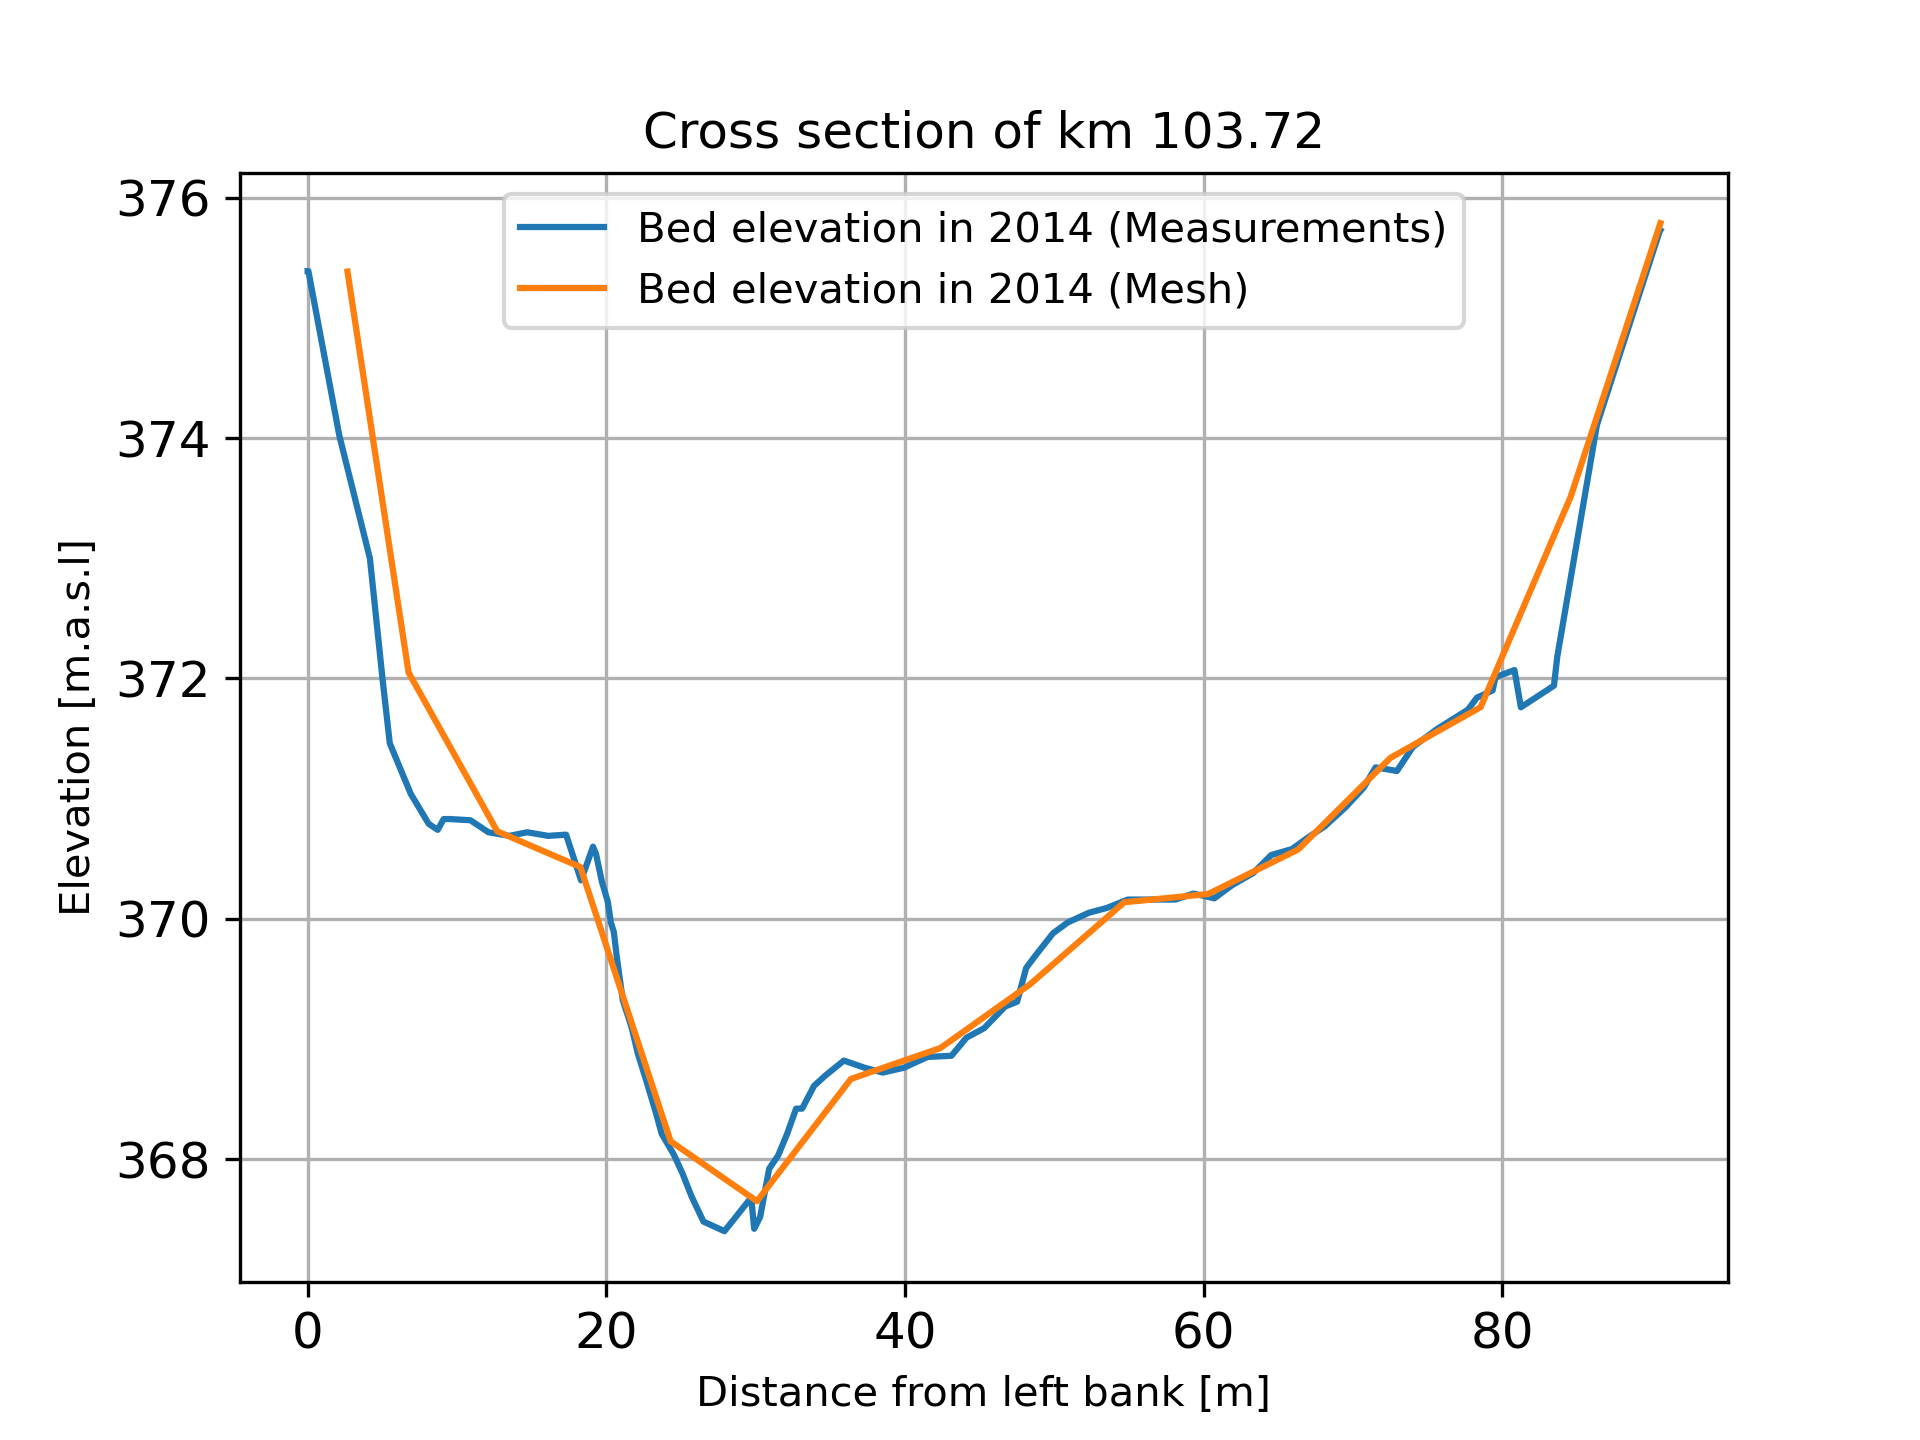 Cross section of km 103.72
Bed elevation in 2014 (Measurements)
Bed elevation in 2014 (Mesh)
Elevation [m.a.s.l]
376
374
372
370
368
0 20 40 60 80
Distance from left bank [m]